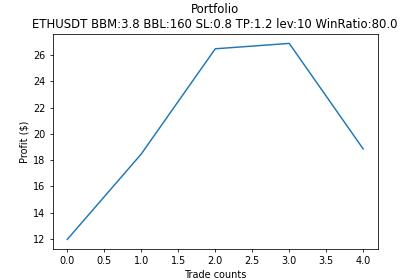 Portfolio
ETHUSDT BBM:3.8 BBL:160 SL:0.8 TP:1.2 lev:10 WinRatio:80.0
26
24
22
20
18
16
14
12
Profit ($)
0.0 0.5 1.0 1.5 2.0 2.5 3.0 3.5 4.0
Trade counts